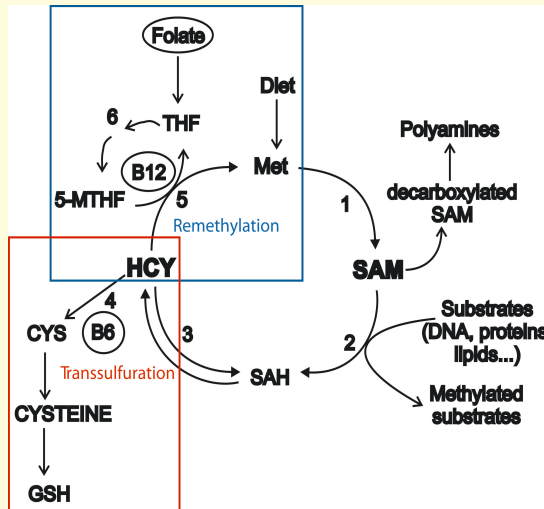 Folate
Diet
6
THF
Polyamines
B12
Met
5-MTHF
5
decarboxylated
SAM
1
Remethylation
HCY
SAM
4
CYS
B6
3
2
Substrates
(DNA, proteins
lipids...)
Transsulfuration
SAH
Methylated
substrates
CYSTEINE
GSH